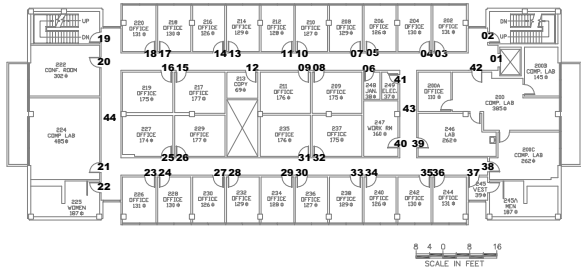 UP
DN
19
220
OFFICE
131 ⌀
218
OFFICE
130 ⌀
216
OFFICE
126 ⌀
214
OFFICE
129 ⌀
212
OFFICE
128 ⌀
210
OFFICE
127 ⌀
208
OFFICE
129 ⌀
206
OFFICE
126 ⌀
204
OFFICE
130 ⌀
202
OFFICE
131 ⌀
02
DN
UP
18 17 14 13 11 10 07 05 04 03
01
222
CONF. ROOM
302 ⌀
20
16 15 12 09 08 06 41 42
219
OFFICE
175 ⌀
217
OFFICE
177 ⌀
213
COPY
69 ⌀
211
OFFICE
176 ⌀
209
OFFICE
175 ⌀
248
JAN.
38 ⌀
249
ELEC.
37 ⌀
43
200A
OFFICE
131 ⌀
200
COMP. LAB
385 ⌀
200B
COMP. LAB
145 ⌀
224
COMP LAB
485 ⌀
44
227
OFFICE
174 ⌀
229
OFFICE
177 ⌀
235
OFFICE
176 ⌀
237
OFFICE
175 ⌀
247
WORK RM
160 ⌀
246
LAB
262 ⌀
200C
COMP. LAB
262 ⌀
40 39
25 26 31 32
21
22
38
23 24 27 28 29 30 33 34 35 36 37
225
WOMEN
187 ⌀
226
OFFICE
131 ⌀
228
OFFICE
130 ⌀
230
OFFICE
126 ⌀
232
OFFICE
129 ⌀
234
OFFICE
128 ⌀
236
OFFICE
127 ⌀
238
OFFICE
129 ⌀
240
OFFICE
126 ⌀
242
OFFICE
130 ⌀
244
OFFICE
131 ⌀
245
VEST
39 ⌀
245A
MEN
187 ⌀
8 4 0 8 16
SCALE IN FEET